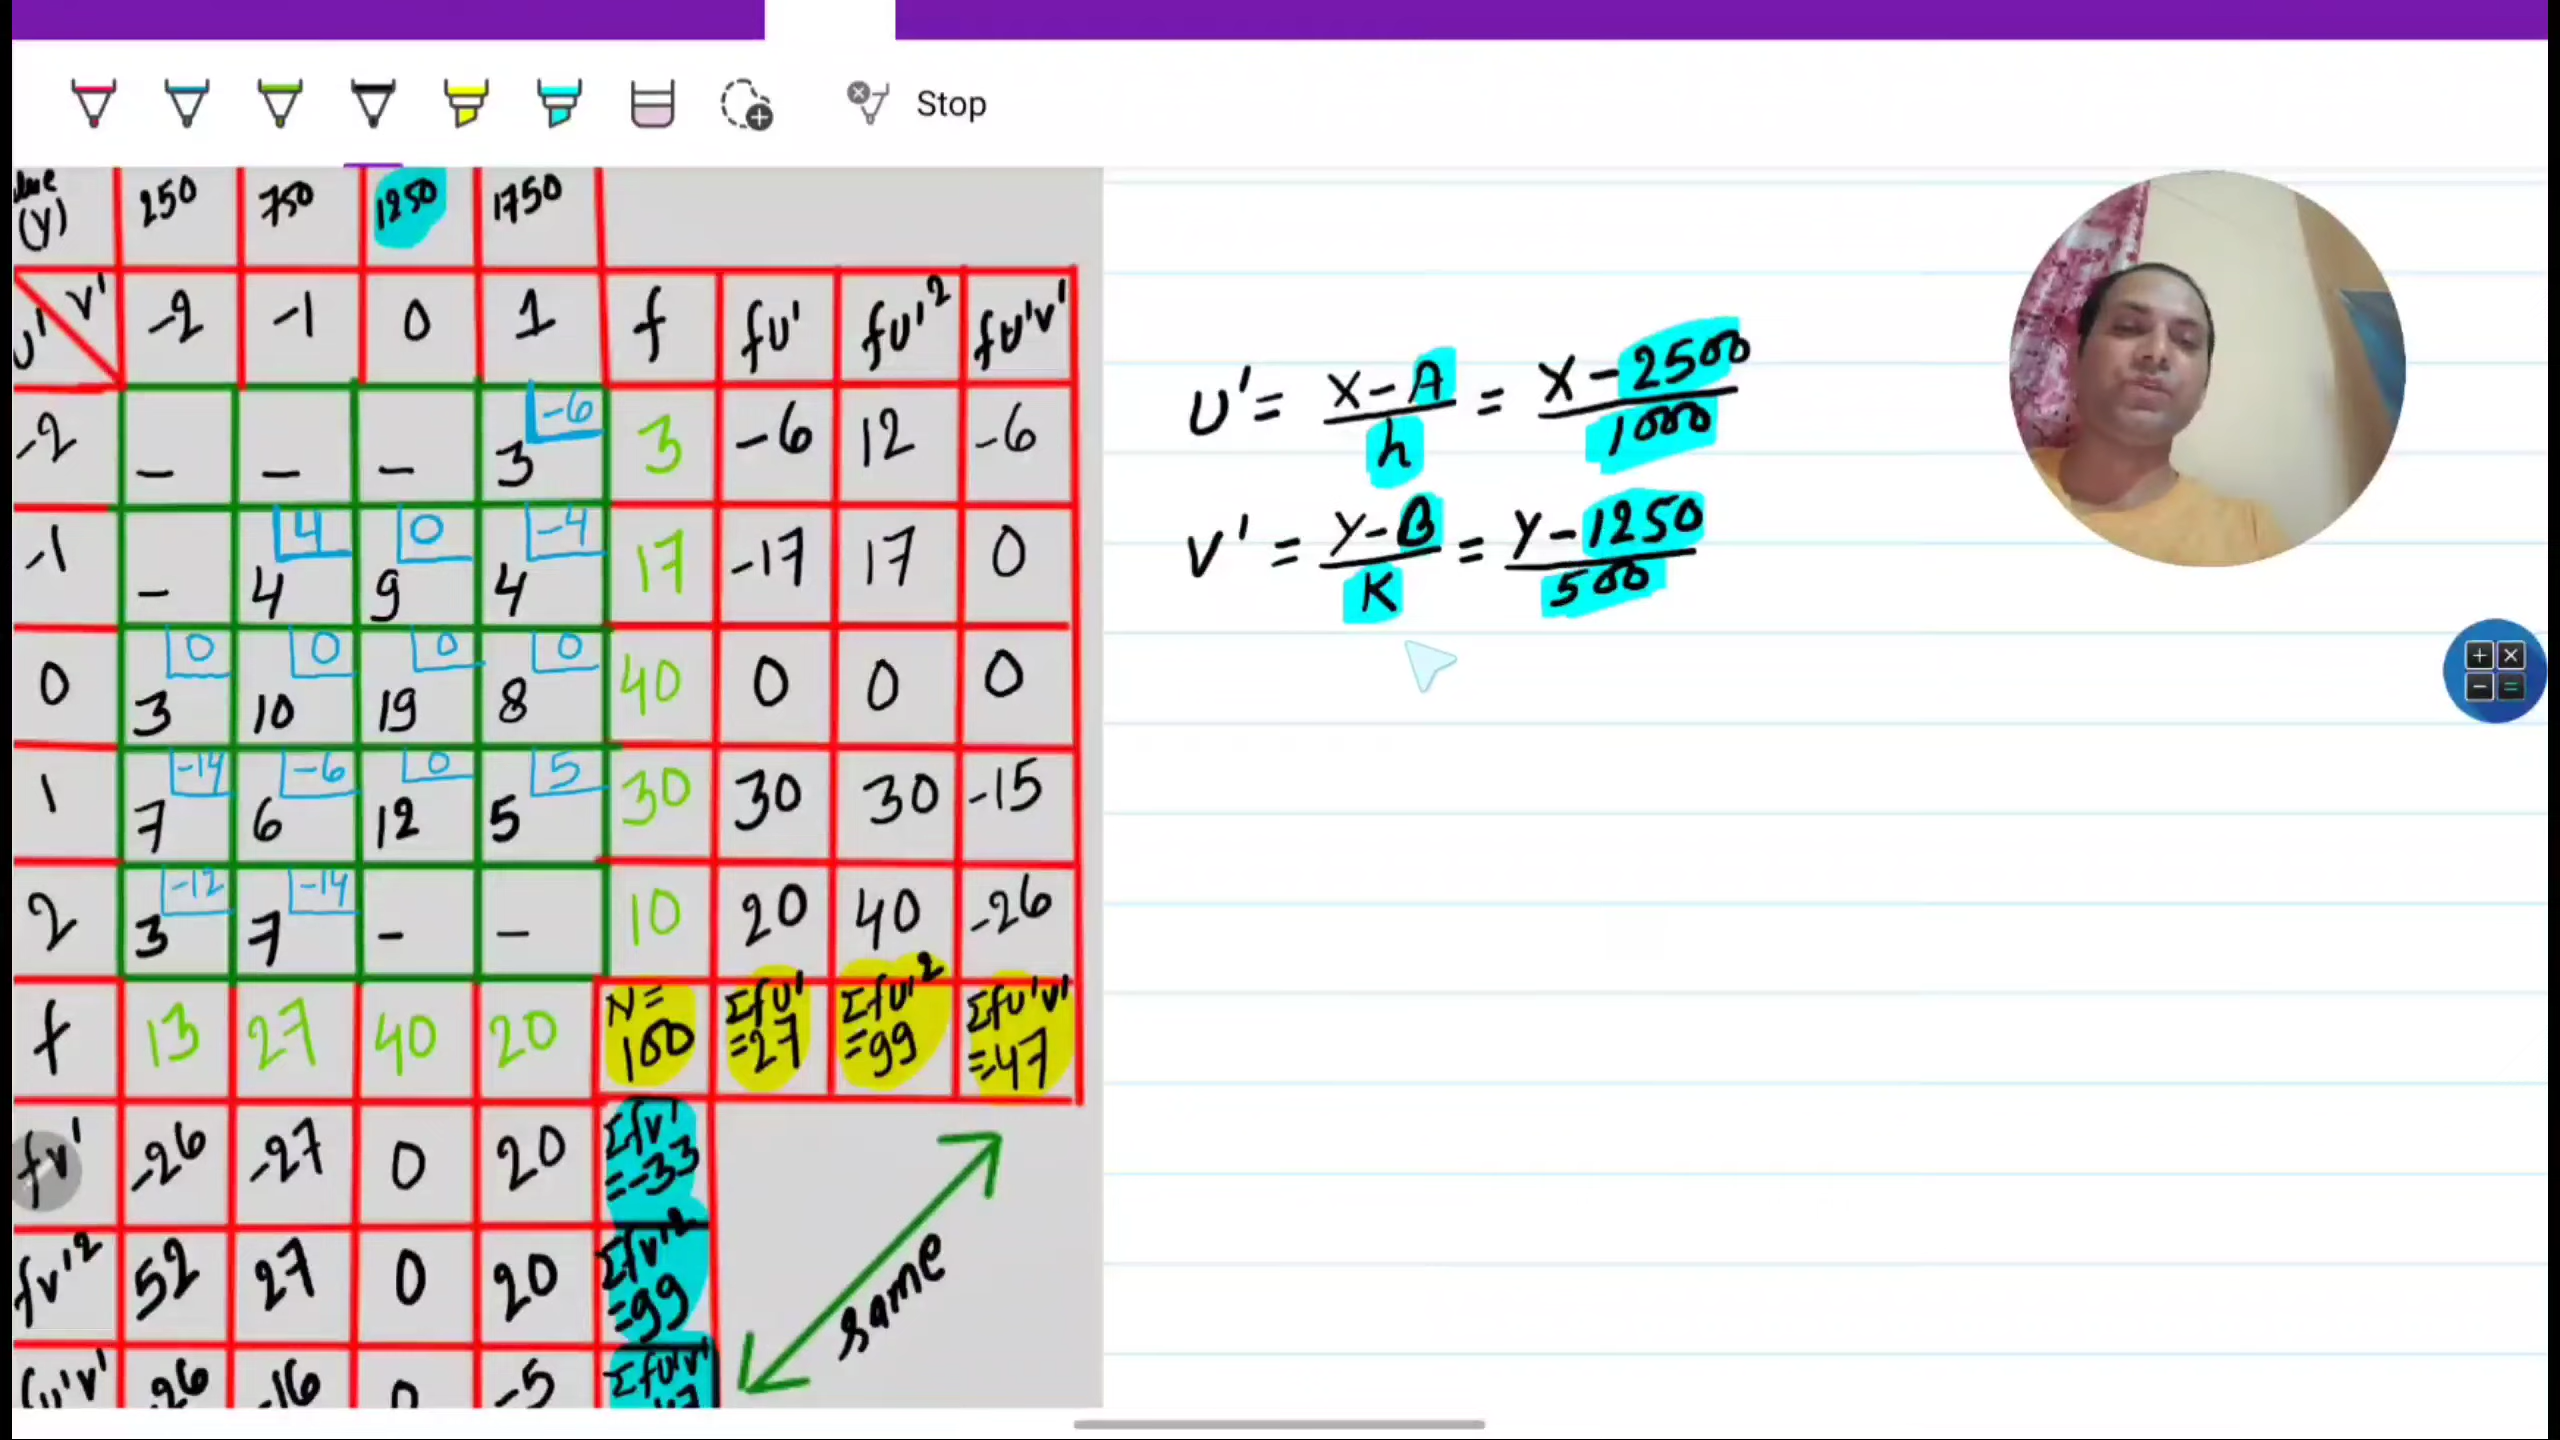 Stop
(Y) 250 750 1250 1750
U' V' -2 -1 0 1 f fU' fU'² fU'V'
-2 - - - 3 -6 3 -6 12 -6
-1 - 4 4 9 0 4 -4 17 -17 17 0
0 3 0 10 0 19 0 8 0 40 0 0 0
1 7 -14 6 -6 12 0 5 5 30 30 30 -15
2 3 -12 7 -14 - - 10 20 40 -26
f 13 27 40 20 N=100 ΣfU'=27 ΣfU'²=99 ΣfU'V'=-47
fv' -26 -27 0 20 Σfv'=-33
fv'² 52 27 0 20 Σfv'²=99
-16 0 -5 ΣfU'V'
same
U' = X-A/h = X-2500/1000
V' = Y-B/K = Y-1250/500